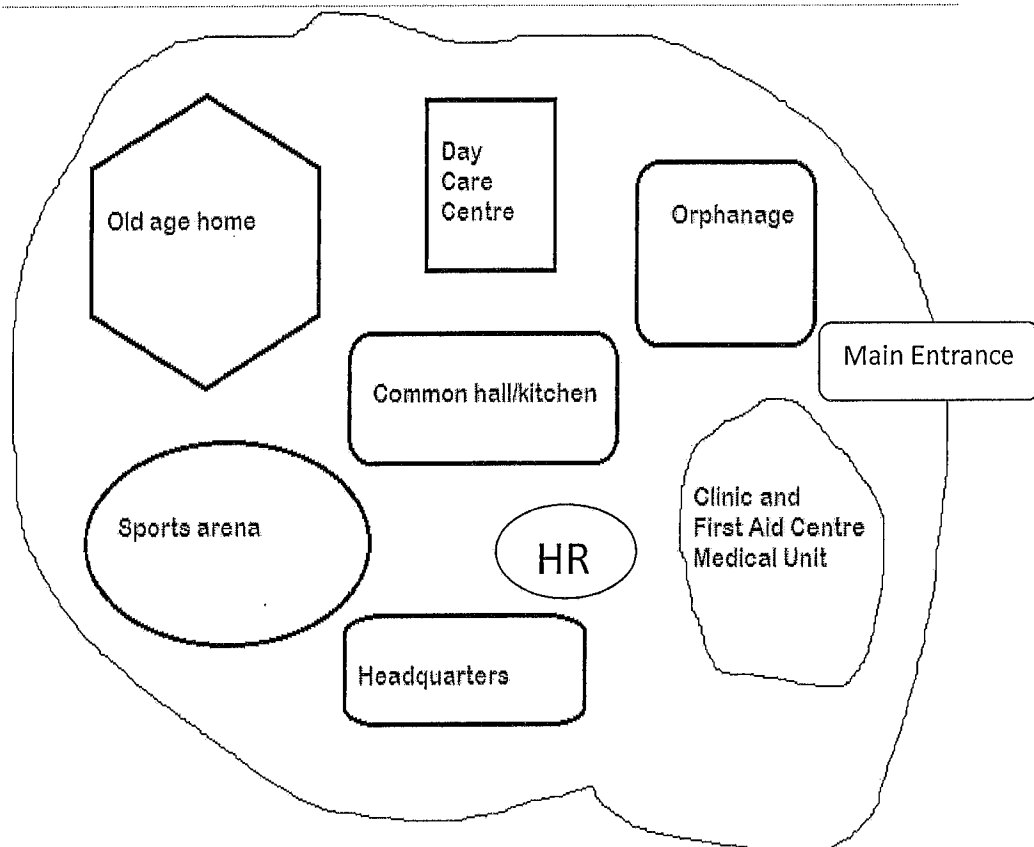 Day
Care
Centre
Old age home
Orphanage
Main Entrance
Common hall/kitchen
Clinic and
First Aid Centre
Medical Unit
Sports arena
HR
Headquarters